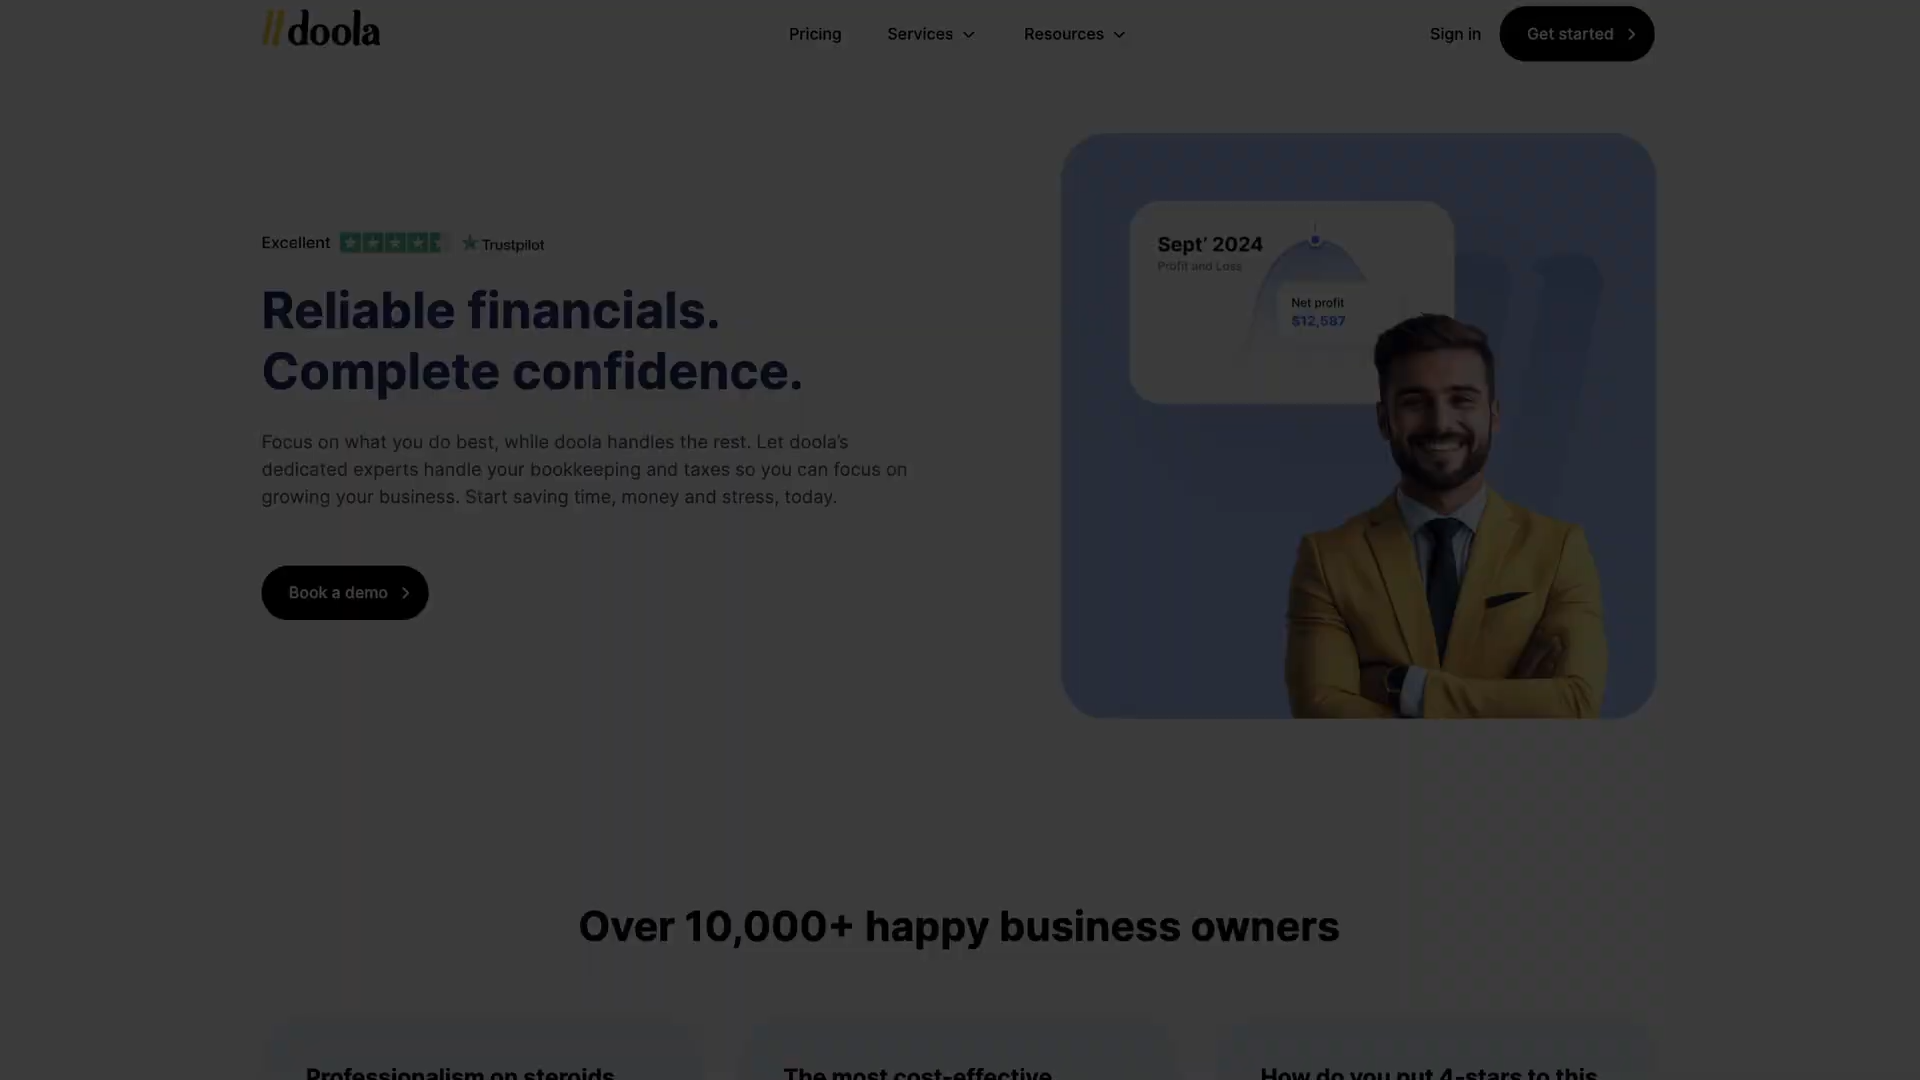 doola
Pricing
Services
Resources
Sign in
Get started
Excellent
Trustpilot
Reliable financials.
Complete confidence.
Focus on what you do best, while doola handles the rest. Let doola's
dedicated experts handle your bookkeeping and taxes so you can focus on
growing your business. Start saving time, money and stress, today.
Book a demo
Sept' 2024
Profit and Loss
Net profit
$12,587
Over 10,000+ happy business owners
Professionalism on steroids
The most cost-effective
How do you put 4-stars to this